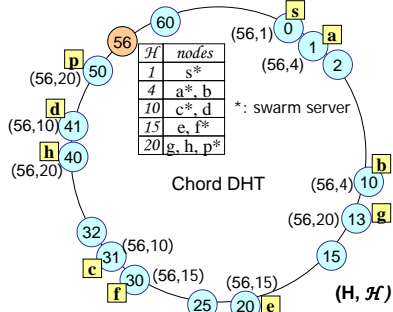 s
60
0
(56,1)
a
56
1
(56,4)
2
p
50
(56,20)
ℋ nodes
1 s*
4 a*, b
10 c*, d
15 e, f*
20 g, h, p*
*: swarm server
d
(56,10)
41
h
40
(56,20)
Chord DHT
b
(56,4)
10
(56,20)
13
g
32
31
(56,10)
c
15
30
(56,15)
f
(56,15)
(H, ℋ)
25
20
e